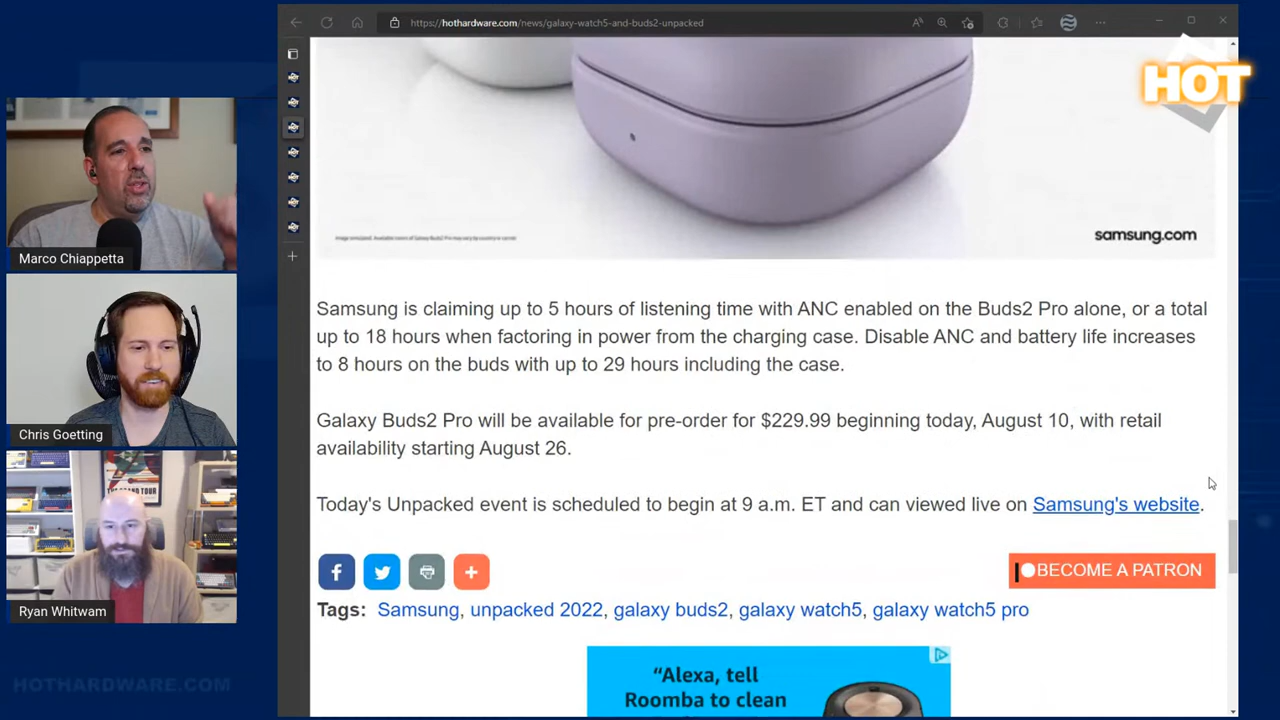 https://hothardware.com/news/galaxy-watch5-and-buds2-unpacked
HOT
samsung.com
Samsung is claiming up to 5 hours of listening time with ANC enabled on the Buds2 Pro alone, or a total
up to 18 hours when factoring in power from the charging case. Disable ANC and battery life increases
to 8 hours on the buds with up to 29 hours including the case.
Galaxy Buds2 Pro will be available for pre-order for $229.99 beginning today, August 10, with retail
availability starting August 26.
Today's Unpacked event is scheduled to begin at 9 a.m. ET and can viewed live on Samsung's website.
BECOME A PATRON
Tags: Samsung, unpacked 2022, galaxy buds2, galaxy watch5, galaxy watch5 pro
“Alexa, tell
Roomba to clean
Marco Chiappetta
Chris Goetting
Ryan Whitwam
HOTHARDWARE.COM